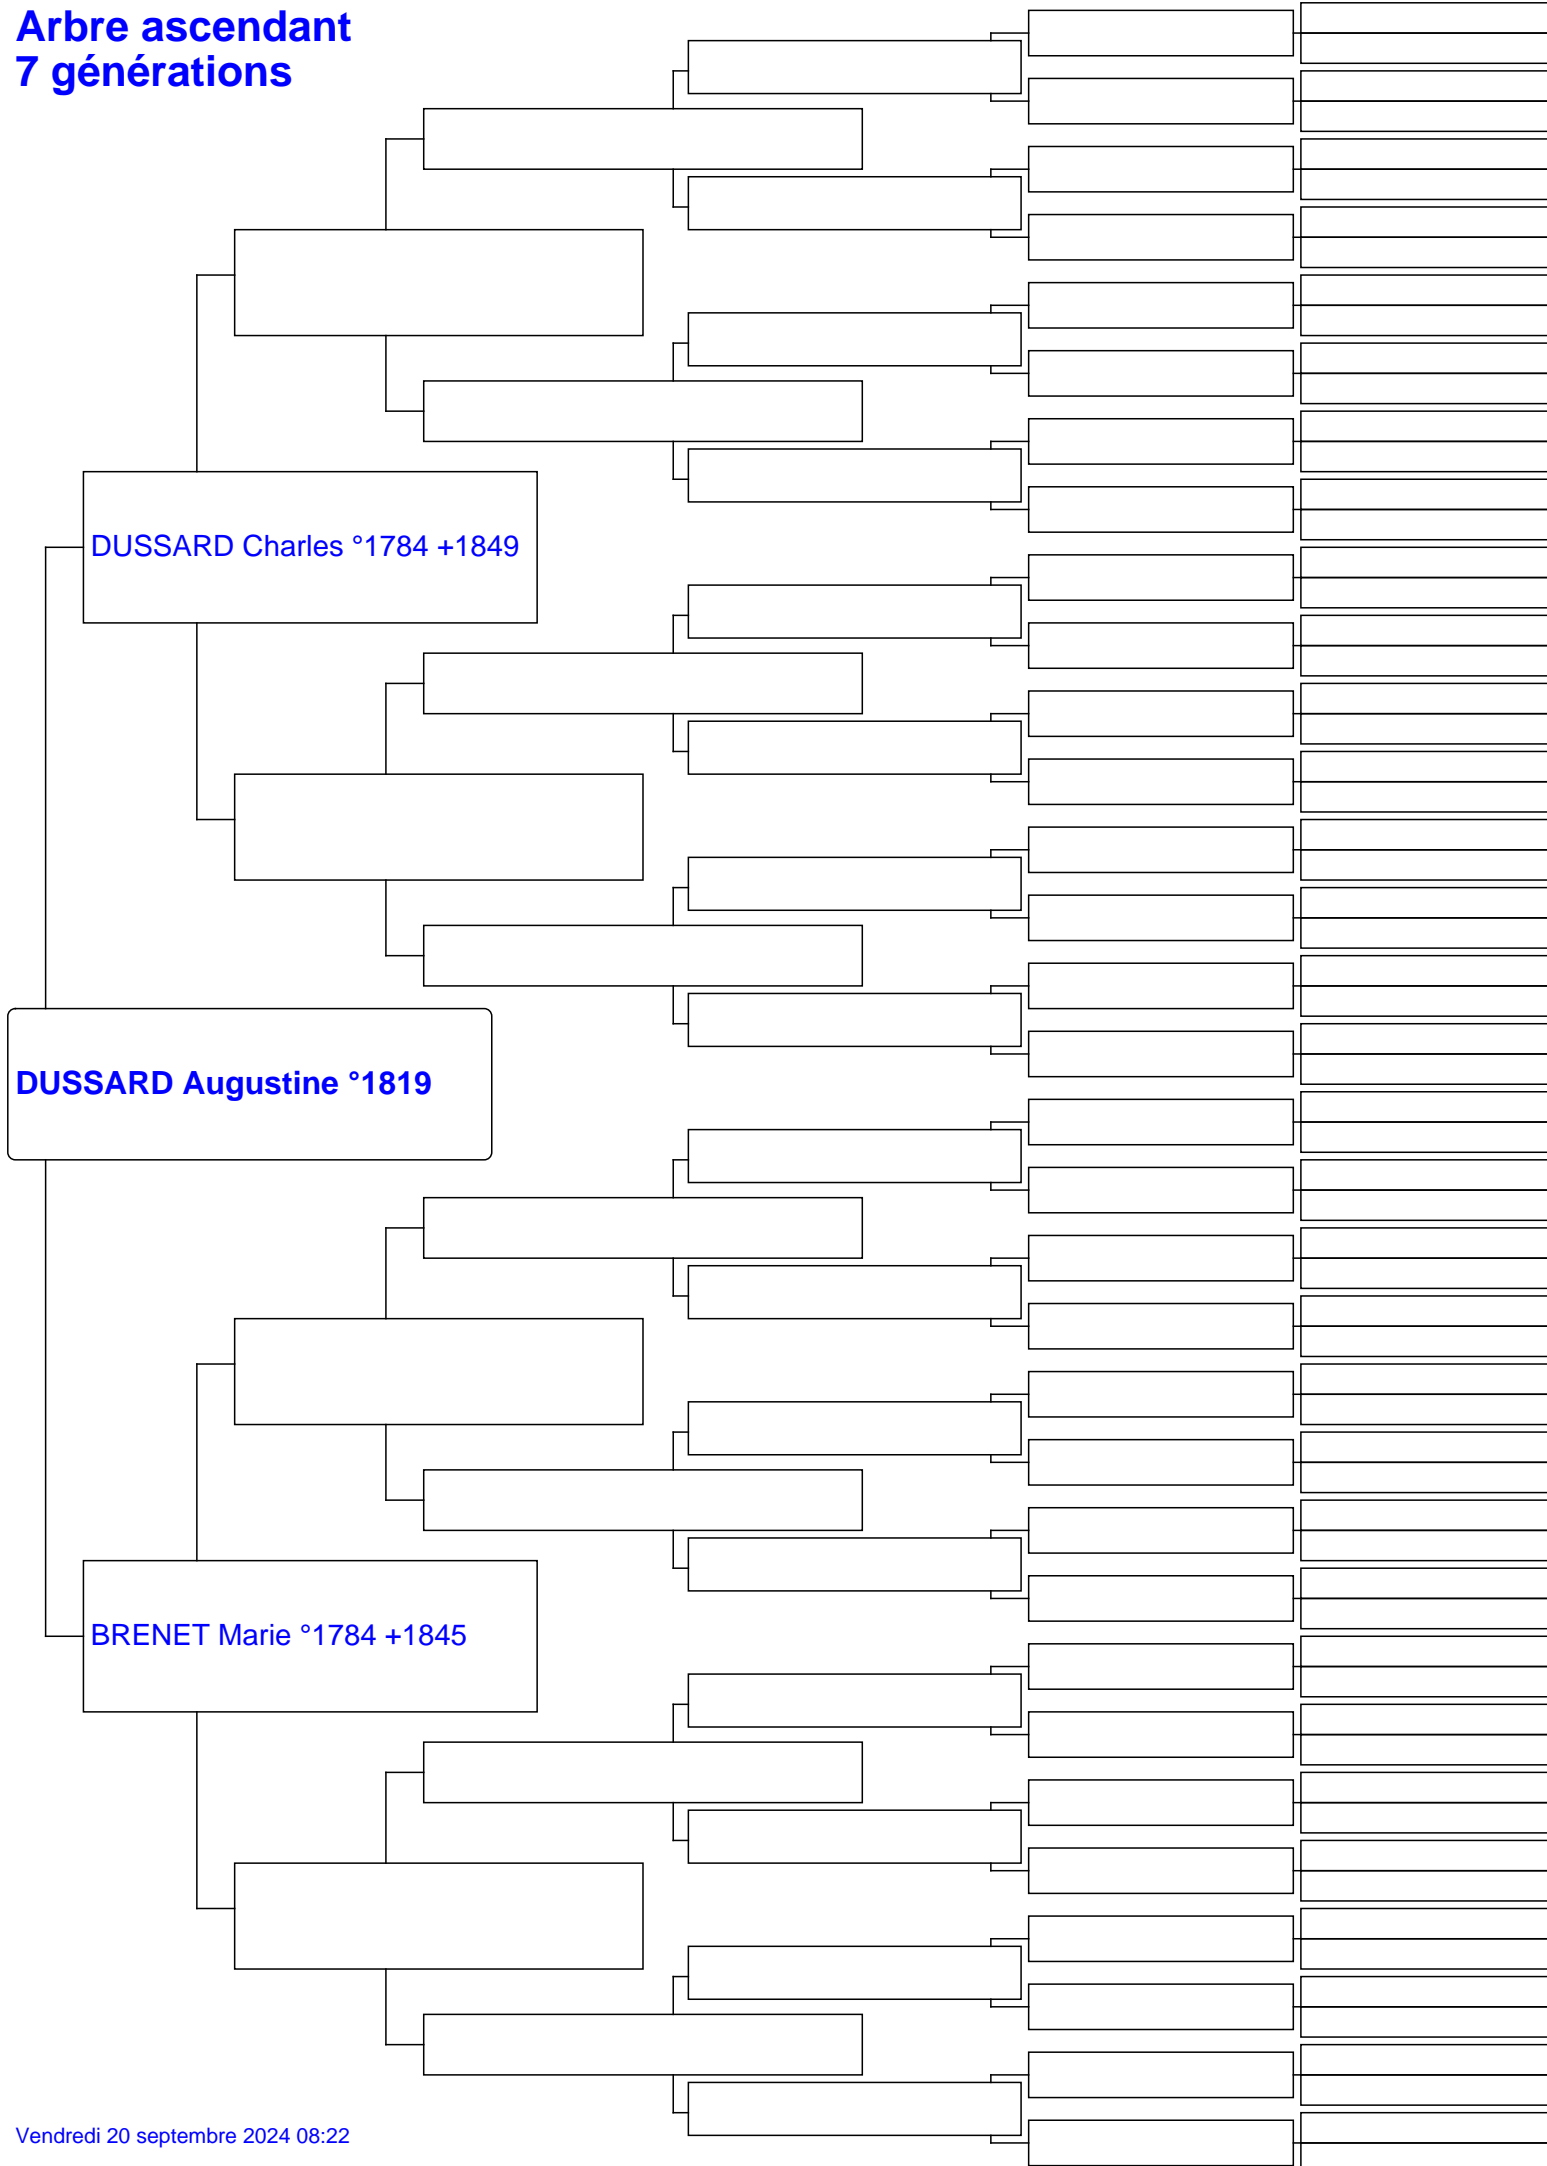 Arbre ascendant
7 générations
DUSSARD Charles °1784 +1849
DUSSARD Augustine °1819
BRENET Marie °1784 +1845
Vendredi 20 septembre 2024 08:22